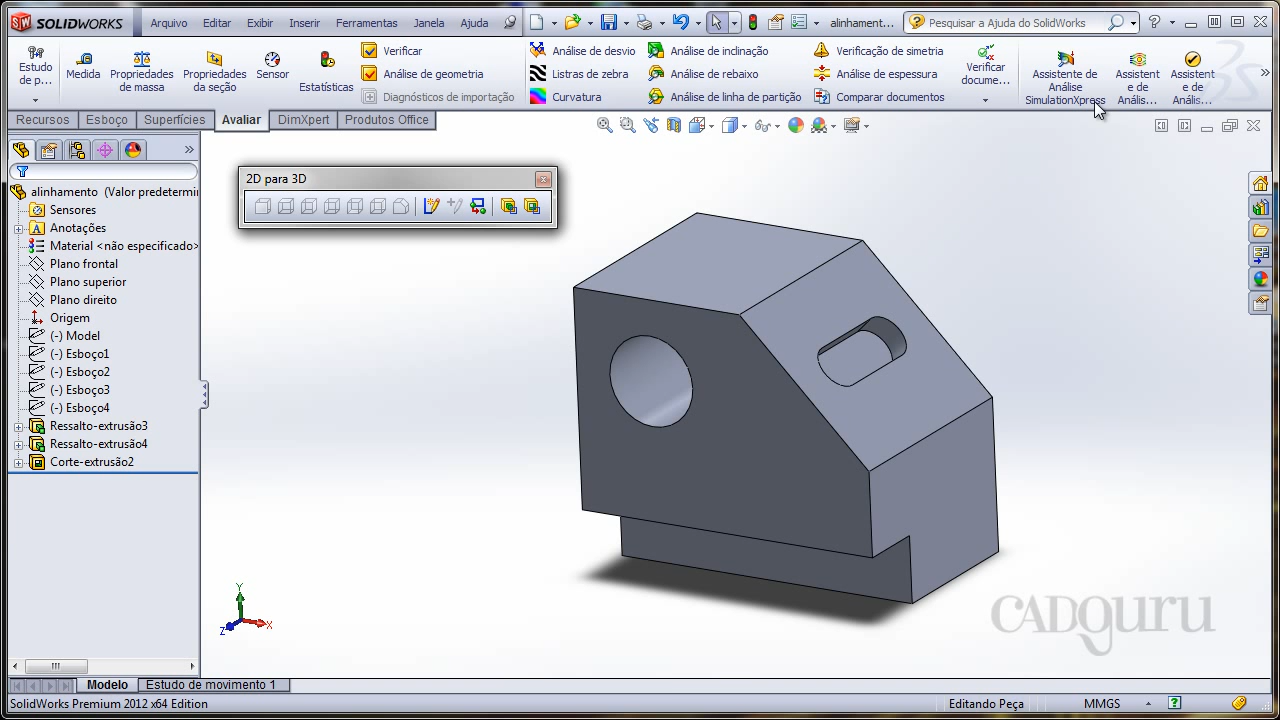 SOLIDWORKS
Arquivo Editar Exibir Inserir Ferramentas Janela Ajuda
alinhament...
Pesquisar a Ajuda do SolidWorks
Estudo
de p...
Medida
Propriedades
de massa
Propriedades
da seção
Sensor
Estatísticas
Verificar
Análise de geometria
Diagnósticos de importação
Análise de desvio
Listras de zebra
Curvatura
Análise de inclinação
Análise de rebaixo
Análise de linha de partição
Verificação de simetria
Análise de espessura
Comparar documentos
Verificar
docume...
Assistente de
Análise
SimulationXpress
Assistent
e de
Anális...
Assistent
e de
Anális...
Recursos Esboço Superfícies Avaliar DimXpert Produtos Office
2D para 3D
alinhamento (Valor predetermi
Sensores
Anotações
Material <não especificado>
Plano frontal
Plano superior
Plano direito
Origem
(-) Model
(-) Esboço1
(-) Esboço2
(-) Esboço3
(-) Esboço4
Ressalto-extrusão3
Ressalto-extrusão4
Corte-extrusão2
Y
X
Z
CADguru
Modelo Estudo de movimento 1
SolidWorks Premium 2012 x64 Edition
Editando Peça MMGS